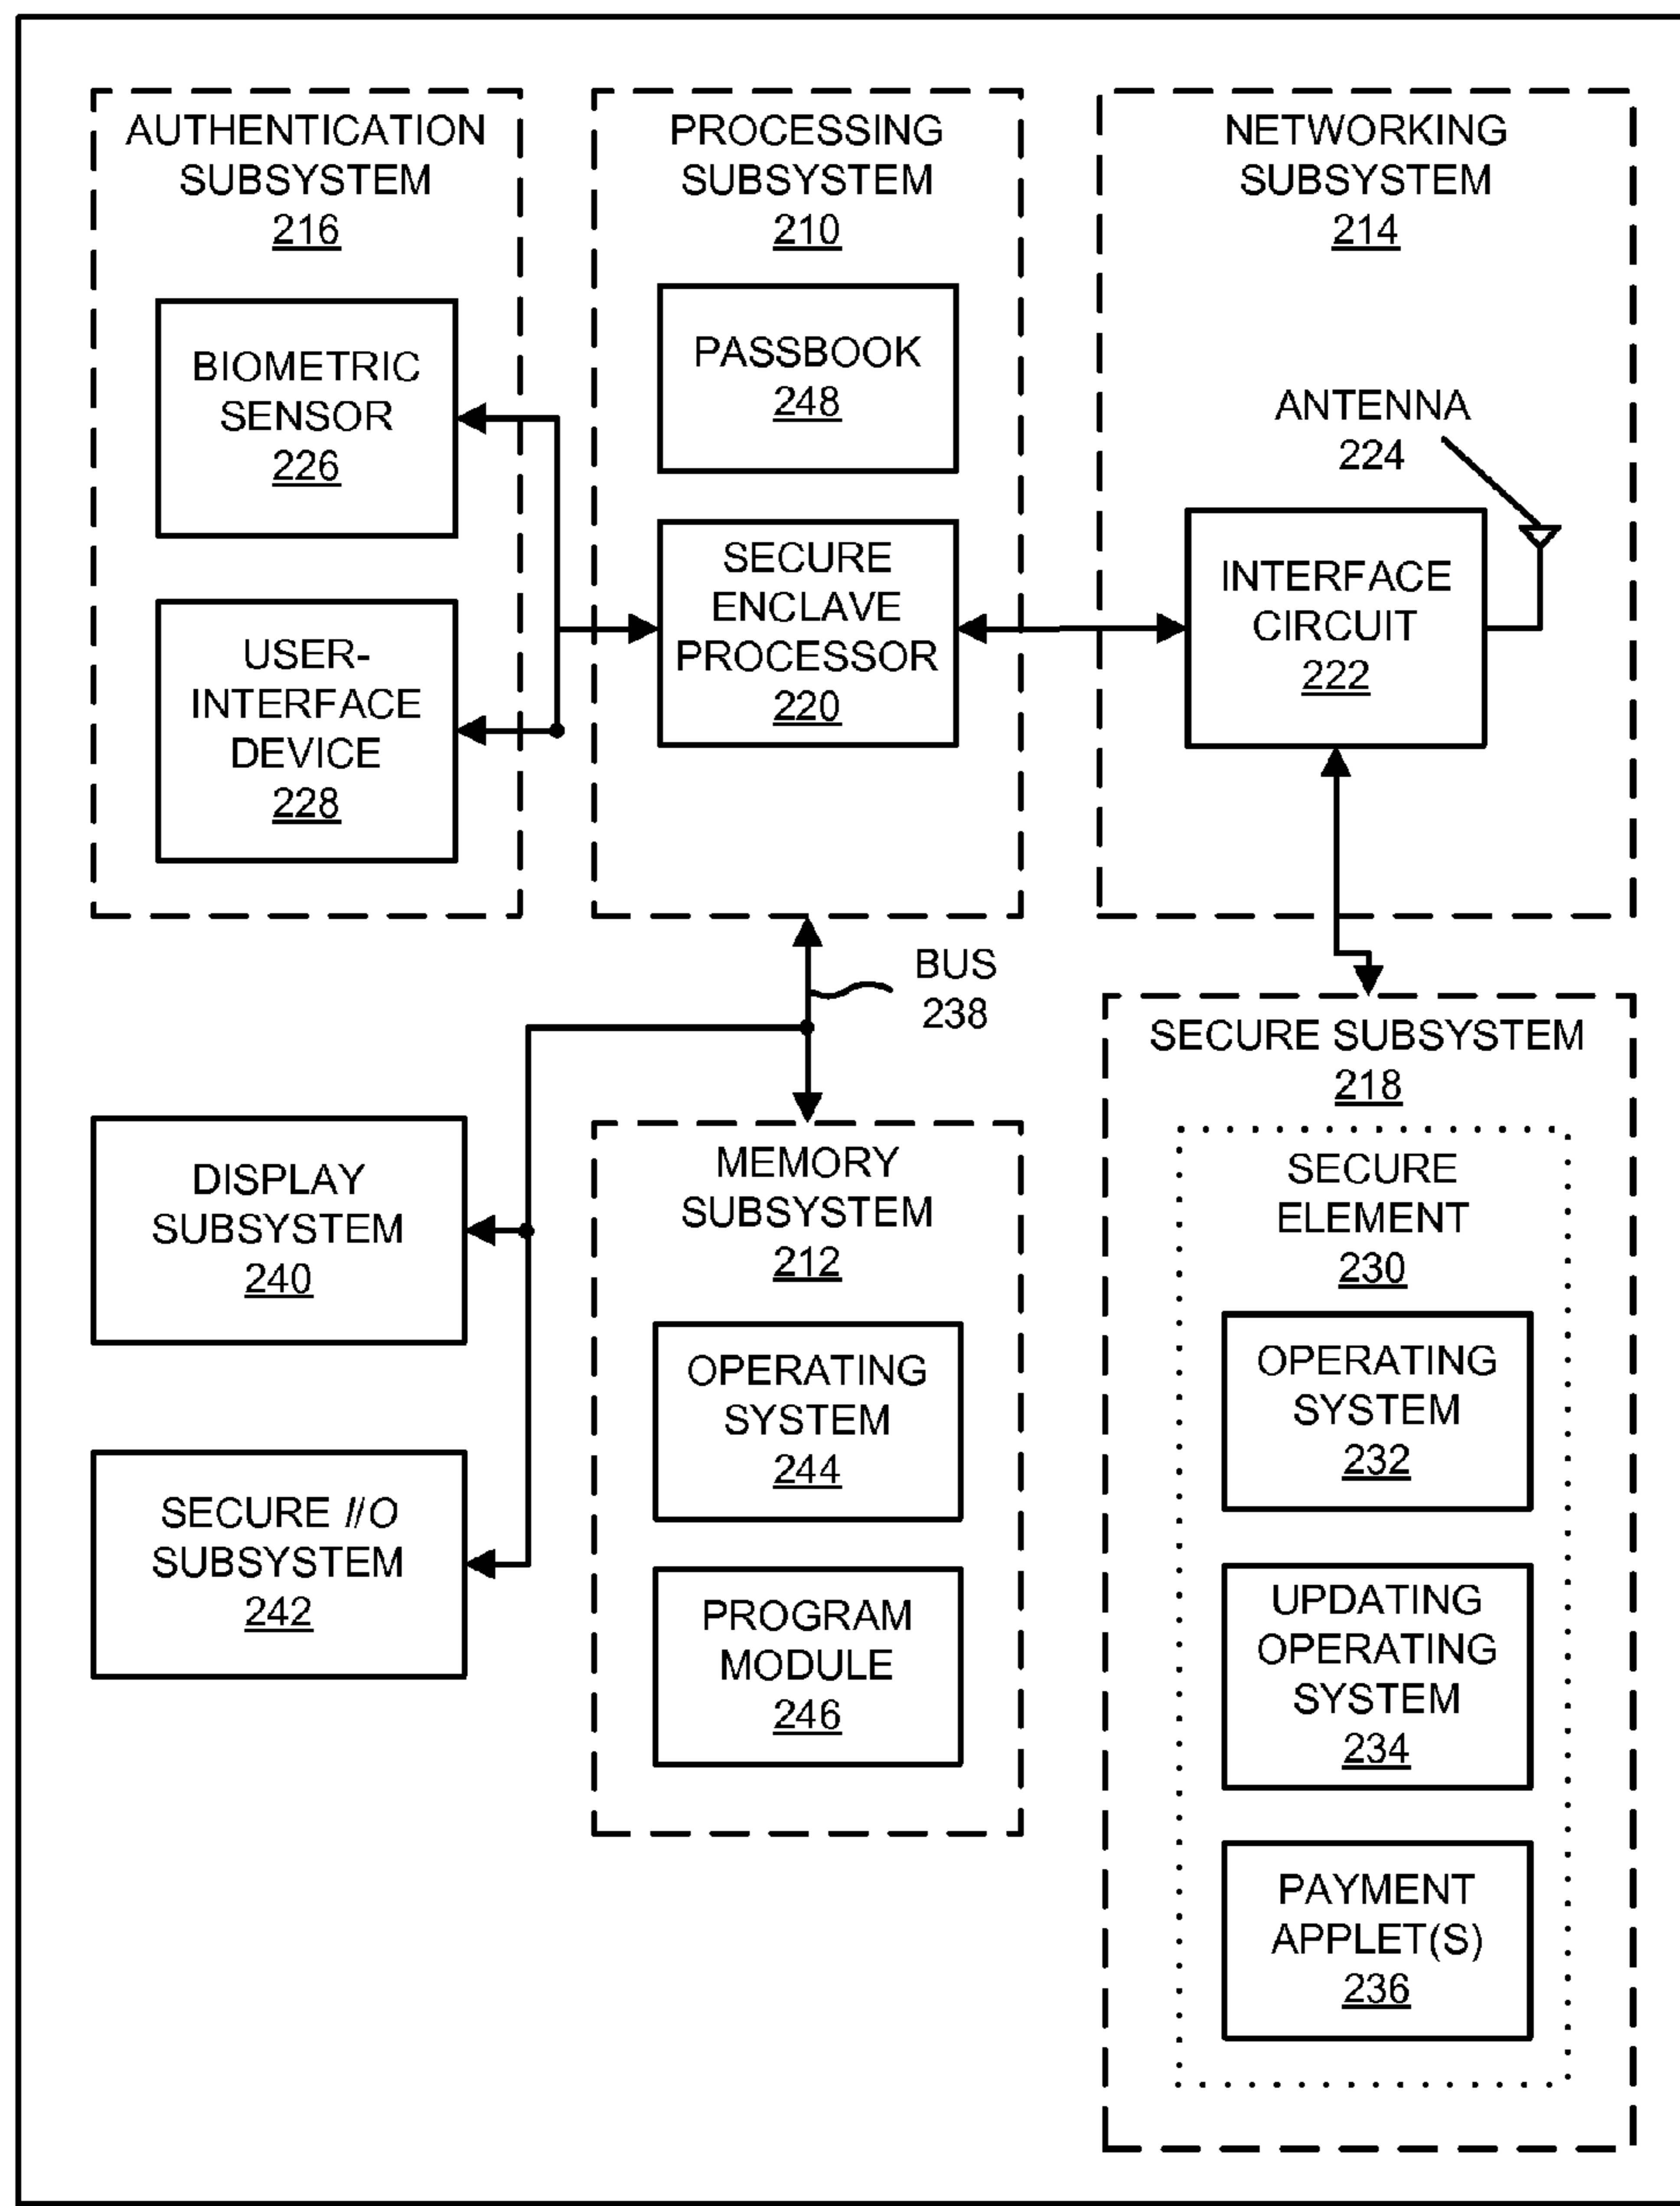 AUTHENTICATION
SUBSYSTEM
216
BIOMETRIC
SENSOR
226
USER-
INTERFACE
DEVICE
228
PROCESSING
SUBSYSTEM
210
PASSBOOK
248
SECURE
ENCLAVE
PROCESSOR
220
NETWORKING
SUBSYSTEM
214
ANTENNA
224
INTERFACE
CIRCUIT
222
BUS
238
DISPLAY
SUBSYSTEM
240
SECURE I/O
SUBSYSTEM
242
MEMORY
SUBSYSTEM
212
OPERATING
SYSTEM
244
PROGRAM
MODULE
246
SECURE SUBSYSTEM
218
SECURE
ELEMENT
230
OPERATING
SYSTEM
232
UPDATING
OPERATING
SYSTEM
234
PAYMENT
APPLET(S)
236